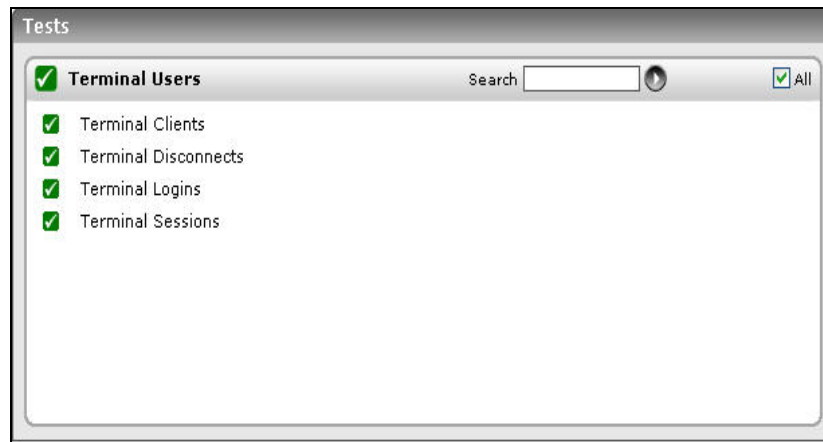 Tests
Terminal Users Search All
Terminal Clients
Terminal Disconnects
Terminal Logins
Terminal Sessions